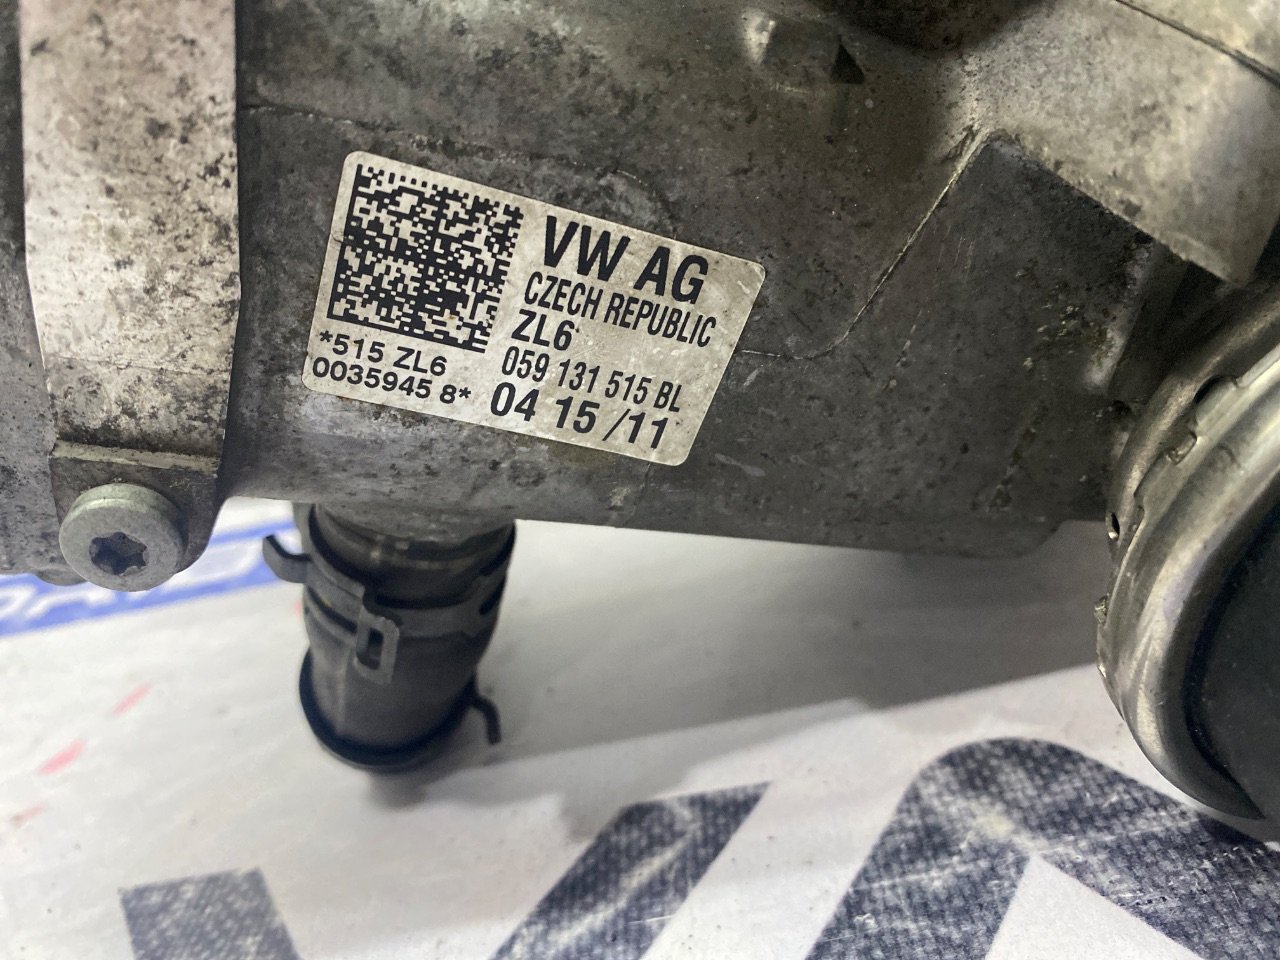 VW AG
CZECH REPUBLIC
ZL6
059 131 515 BL
04 15 /11
*515 ZL6
0035945 8*